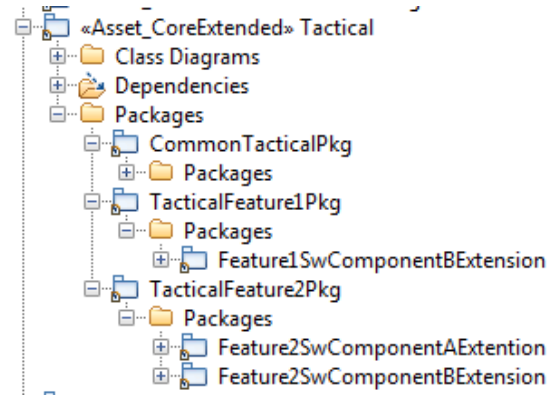 «Asset_CoreExtended» Tactical
Class Diagrams
Dependencies
Packages
CommonTacticalPkg
Packages
TacticalFeature1Pkg
Packages
Feature1SwComponentBExtension
TacticalFeature2Pkg
Packages
Feature2SwComponentAExtention
Feature2SwComponentBExtension